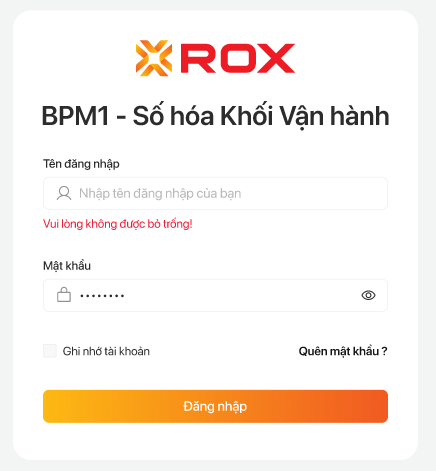 ROX
BPM1 - Số hóa Khối Vận hành
Tên đăng nhập
Nhập tên đăng nhập của bạn
Vui lòng không được bỏ trống!
Mật khẩu
••••••••
Ghi nhớ tài khoản
Quên mật khẩu ?
Đăng nhập